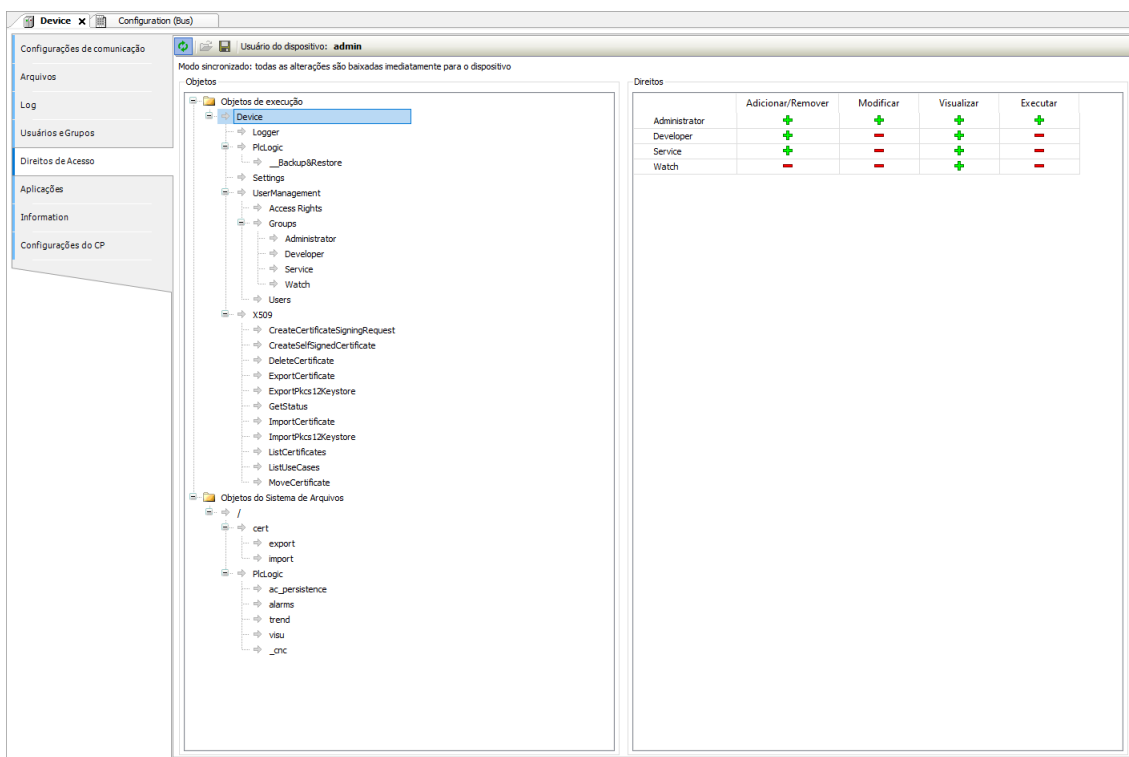 Device Configuration (Bus)
Configurações de comunicação
Arquivos
Log
Usuários e Grupos
Direitos de Acesso
Aplicações
Information
Configurações do CP
Usuário do dispositivo: admin
Modo sincronizado: todas as alterações são baixadas imediatamente para o dispositivo
Objetos
Objetos de execução
Device
Logger
PlcLogic
__Backup&Restore
Settings
UserManagement
Access Rights
Groups
Administrator
Developer
Service
Watch
Users
X509
CreateCertificateSigningRequest
CreateSelfSignedCertificate
DeleteCertificate
ExportCertificate
ExportPkcs12Keystore
GetStatus
ImportCertificate
ImportPkcs12Keystore
ListCertificates
ListUseCases
MoveCertificate
Objetos do Sistema de Arquivos
/
cert
export
import
PlcLogic
ac_persistence
alarms
trend
visu
_cnc
Direitos
Adicionar/Remover Modificar Visualizar Executar
Administrator
Developer
Service
Watch